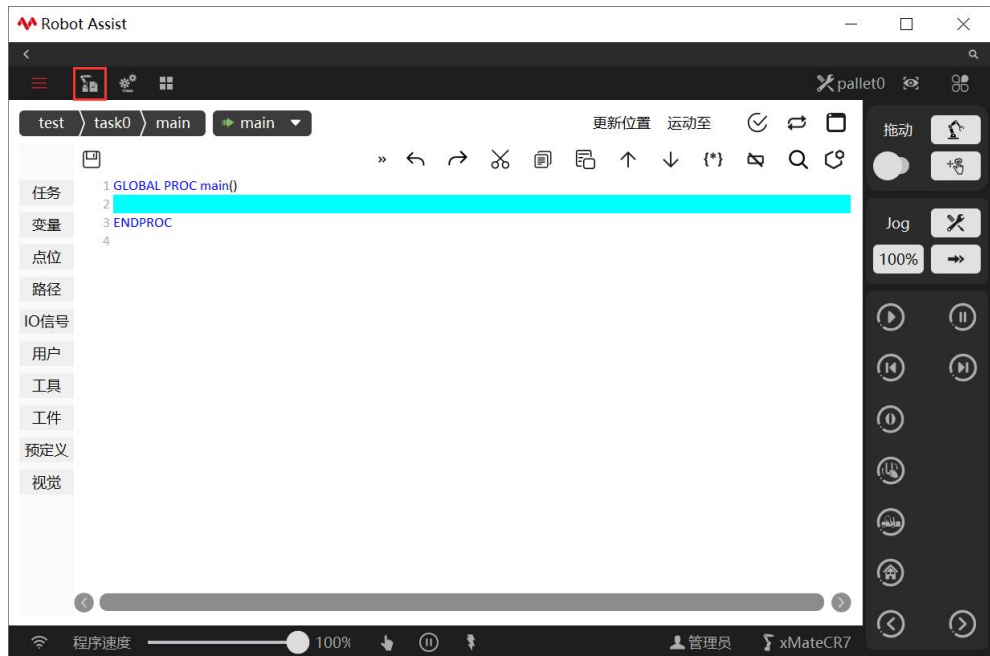 Robot Assist
pallet0
test task0 main main
更新位置 运动至
{*}
任务
变量
点位
路径
IO信号
用户
工具
工件
预定义
视觉
1 GLOBAL PROC main()
2
3 ENDPROC
4
拖动
Jog
100%
程序速度 100%
管理员
xMateCR7